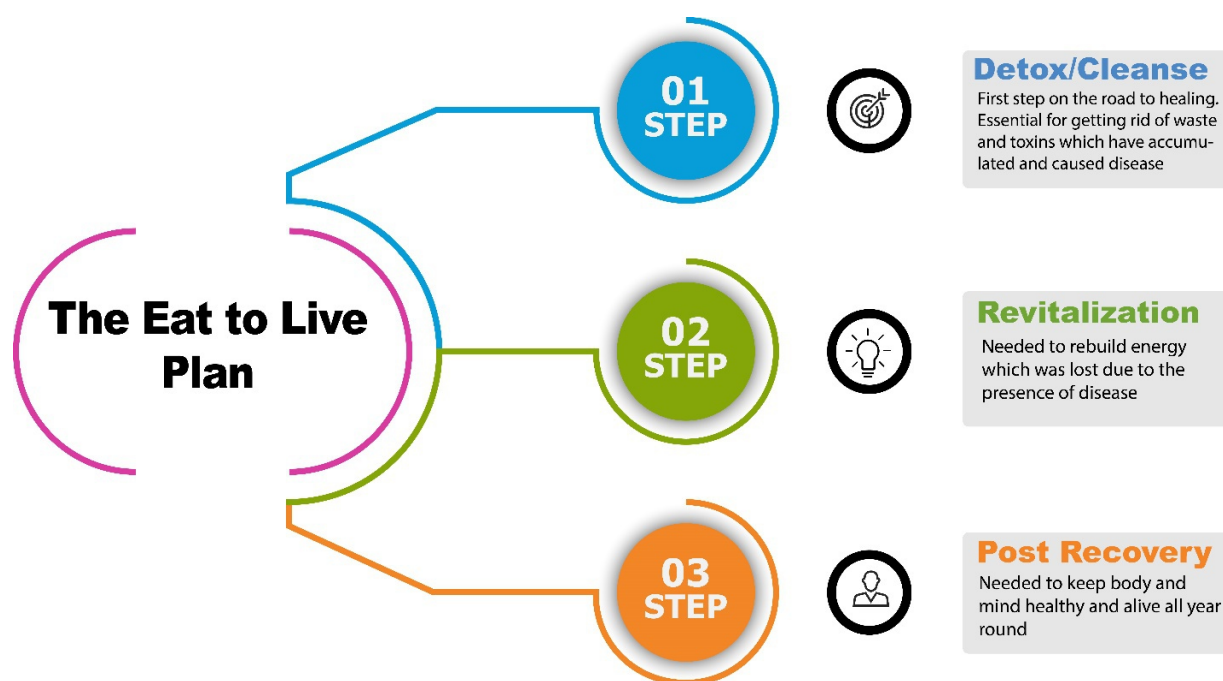 The Eat to Live
Plan
01
STEP
Detox/Cleanse
First step on the road to healing.
Essential for getting rid of waste
and toxins which have accumu-
lated and caused disease
02
STEP
Revitalization
Needed to rebuild energy
which was lost due to the
presence of disease
03
STEP
Post Recovery
Needed to keep body and
mind healthy and alive all year
round